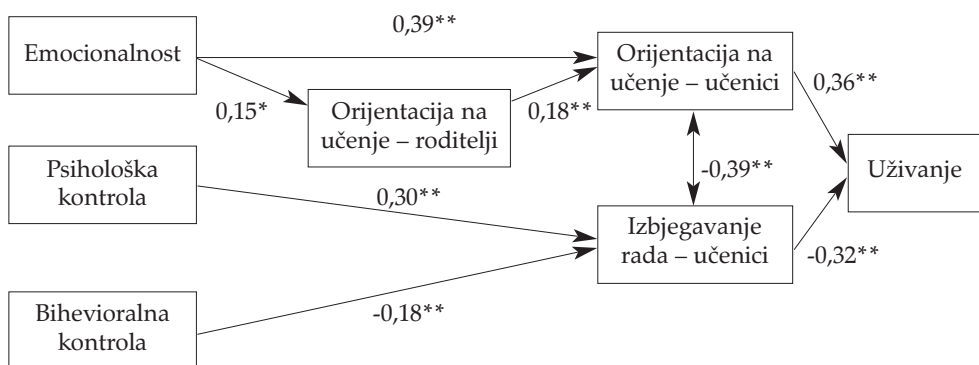 0,39**
Emocionalnost
Orijentacija na
učenje – učenici
0,36**
0,15*
Orijentacija na
učenje – roditelji
0,18**
Psihološka
kontrola
0,30**
-0,39**
Uživanje
Izbjegavanje
rada – učenici
-0,32**
-0,18**
Bihevioralna
kontrola